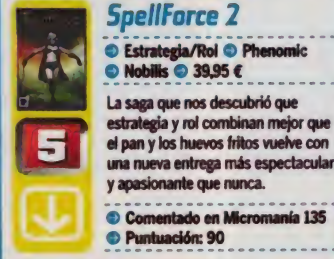 SpellForce 2
Estrategia/Rol Phenomic
Nobilis 39,95 €
5
La saga que nos descubrió que
estrategia y rol combinan mejor que
el pan y los huevos fritos vuelve con
una nueva entrega más espectacular
y apasionante que nunca.
Comentado en Micromanía 135
Puntuación: 90